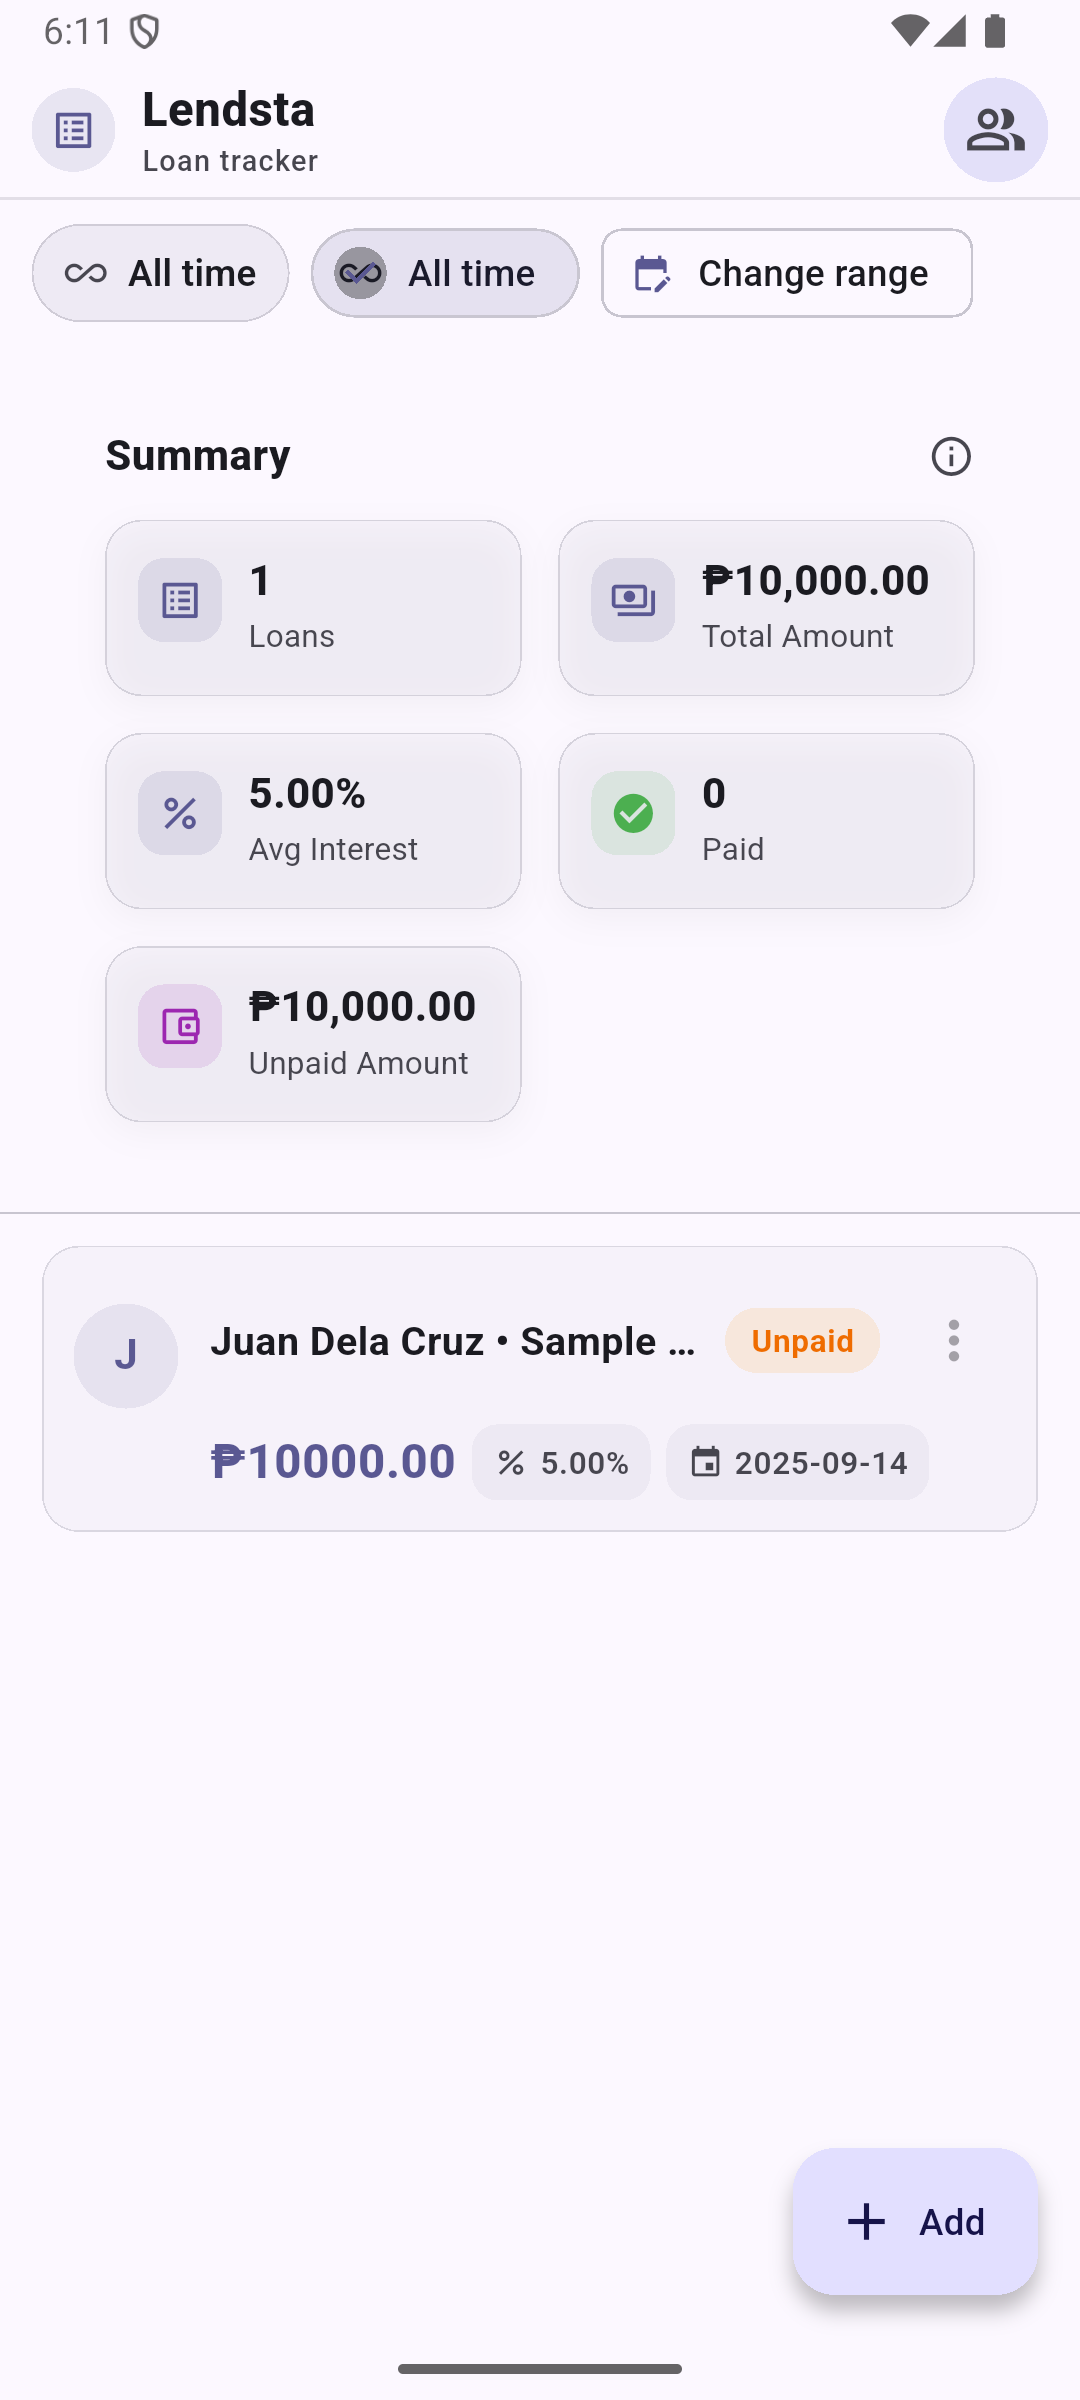 6:11
Lendsta
Loan tracker
All time
All time
Change range
Summary
1
Loans
₱10,000.00
Total Amount
5.00%
Avg Interest
0
Paid
₱10,000.00
Unpaid Amount
J
Juan Dela Cruz • Sample ...
Unpaid
₱10000.00
5.00%
2025-09-14
Add